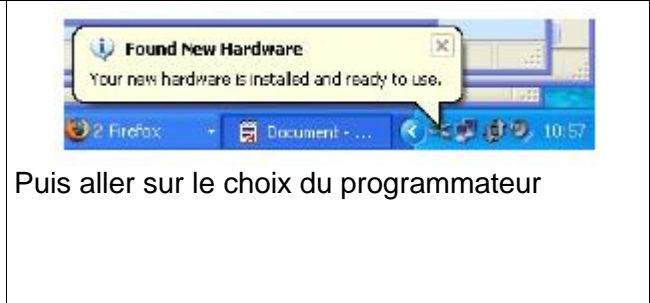 Found New Hardware
Your new hardware is installed and ready to use.
2 Firefox Document - ... 10:57
Puis aller sur le choix du programmateur